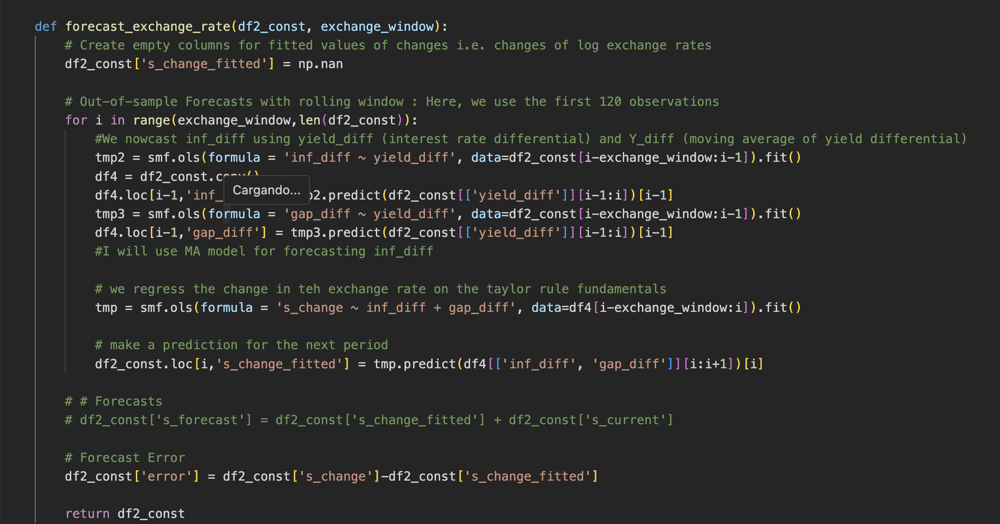 def forecast_exchange_rate(df2_const, exchange_window):
# Create empty columns for fitted values of changes i.e. changes of log exchange rates
df2_const['s_change_fitted'] = np.nan
# Out-of-sample Forecasts with rolling window : Here, we use the first 120 observations
for i in range(exchange_window,len(df2_const)):
#We nowcast inf_diff using yield_diff (interest rate differential) and Y_diff (moving average of yield differential)
tmp2 = smf.ols(formula = 'inf_diff ~ yield_diff', data=df2_const[i-exchange_window:i-1]).fit()
df4 = df2_const.copy()
Cargando...
df4.loc[i-1,'inf_ p2.predict(df2_const[['yield_diff']][i-1:i])[i-1]
tmp3 = smf.ols(formula = 'gap_diff ~ yield_diff', data=df2_const[i-exchange_window:i-1]).fit()
df4.loc[i-1,'gap_diff'] = tmp3.predict(df2_const[['yield_diff']][i-1:i])[i-1]
#I will use MA model for forecasting inf_diff
# we regress the change in teh exchange rate on the taylor rule fundamentals
tmp = smf.ols(formula = 's_change ~ inf_diff + gap_diff', data=df4[i-exchange_window:i]).fit()
# make a prediction for the next period
df2_const.loc[i,'s_change_fitted'] = tmp.predict(df4[['inf_diff', 'gap_diff']][i:i+1])[i]
# # Forecasts
# df2_const['s_forecast'] = df2_const['s_change_fitted'] + df2_const['s_current']
# Forecast Error
df2_const['error'] = df2_const['s_change']-df2_const['s_change_fitted']
return df2_const